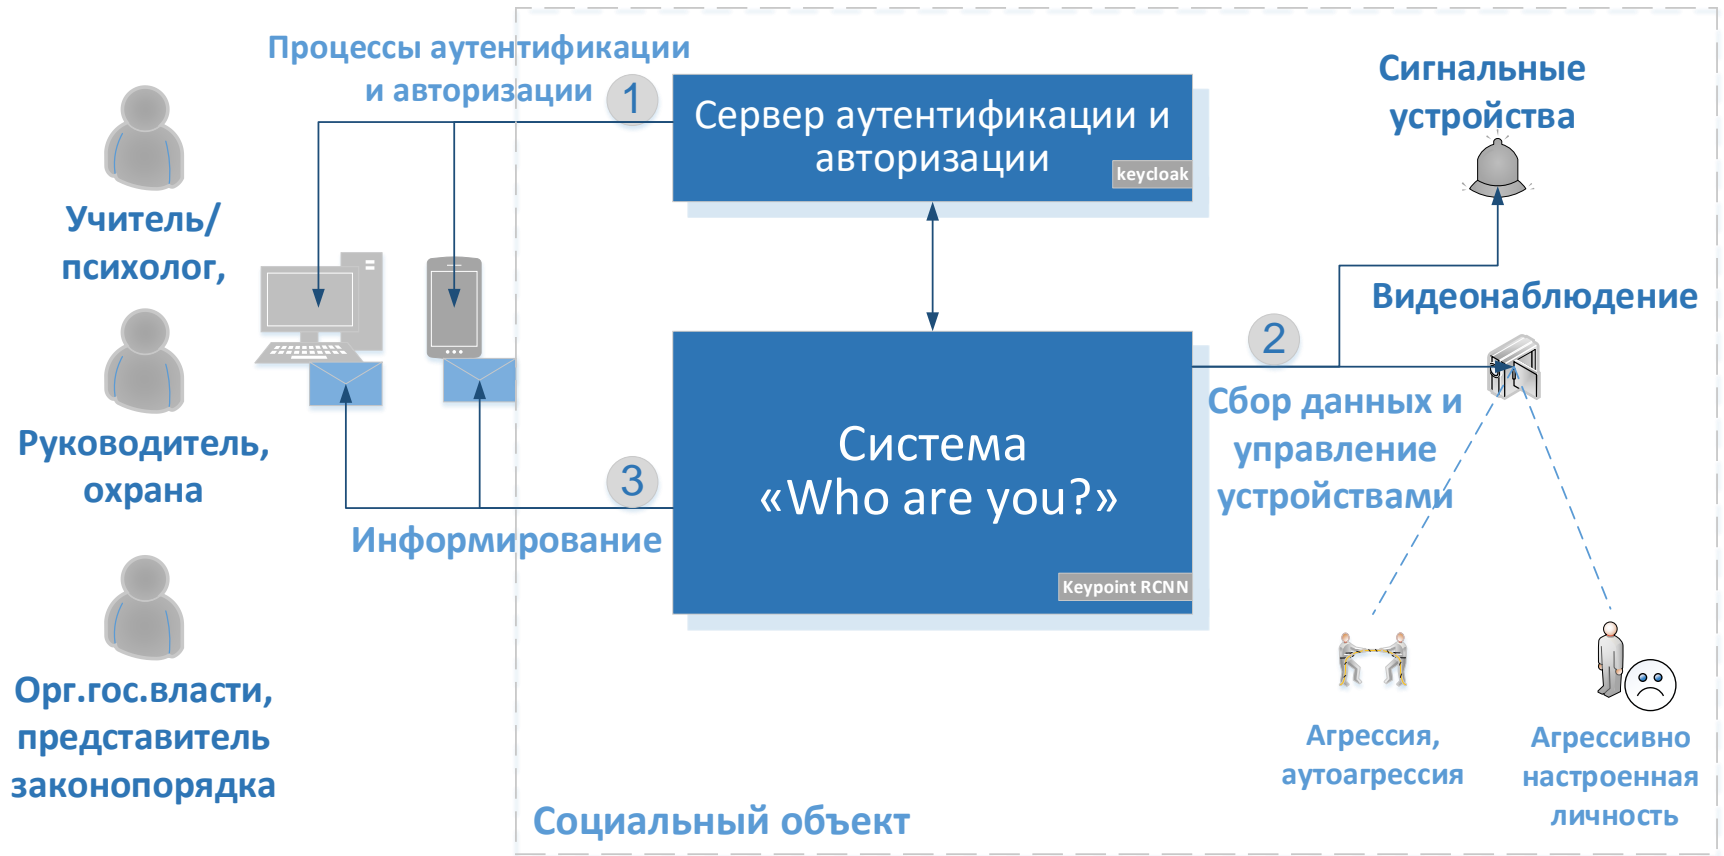 Процессы аутентификации
и авторизации
1
Сервер аутентификации и
авторизации
keycloak
Сигнальные
устройства
Учитель/
психолог,
Видеонаблюдение
2
Сбор данных и
управление
устройствами
Руководитель,
охрана
Система
«Who are you?»
Keypoint RCNN
3
Информирование
Орг.гос.власти,
представитель
законопорядка
Агрессия,
аутоагрессия
Агрессивно
настроенная
личность
Социальный объект